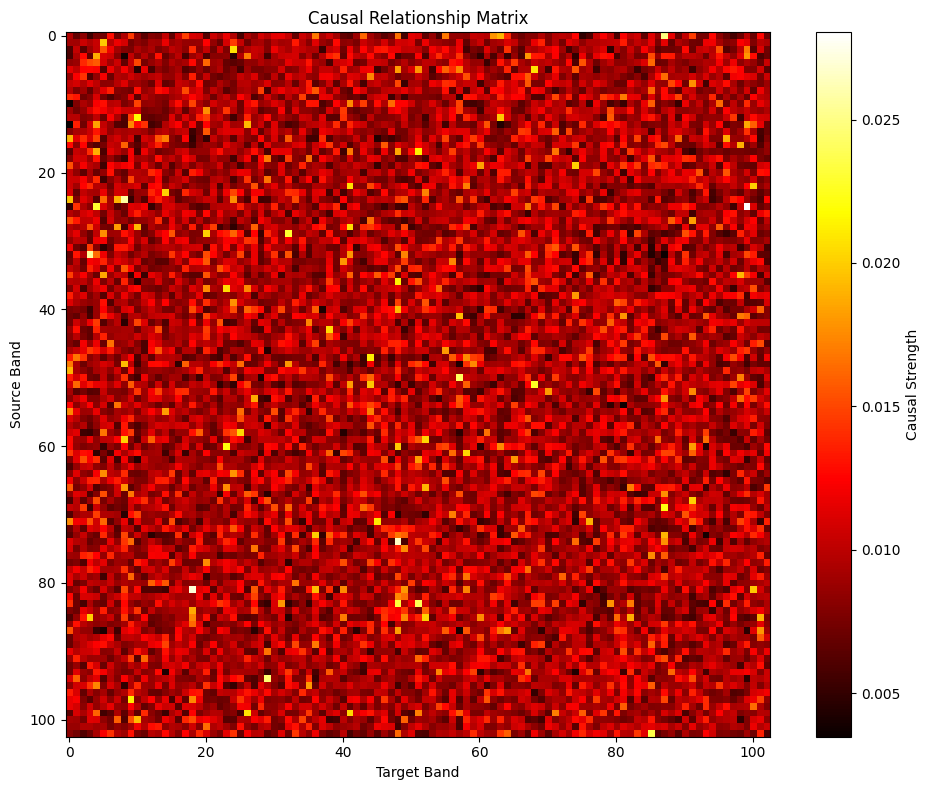 Causal Relationship Matrix
0
20
40
60
80
100
Source Band
0 20 40 60 80 100
Target Band
0.025
0.020
0.015
0.010
0.005
Causal Strength